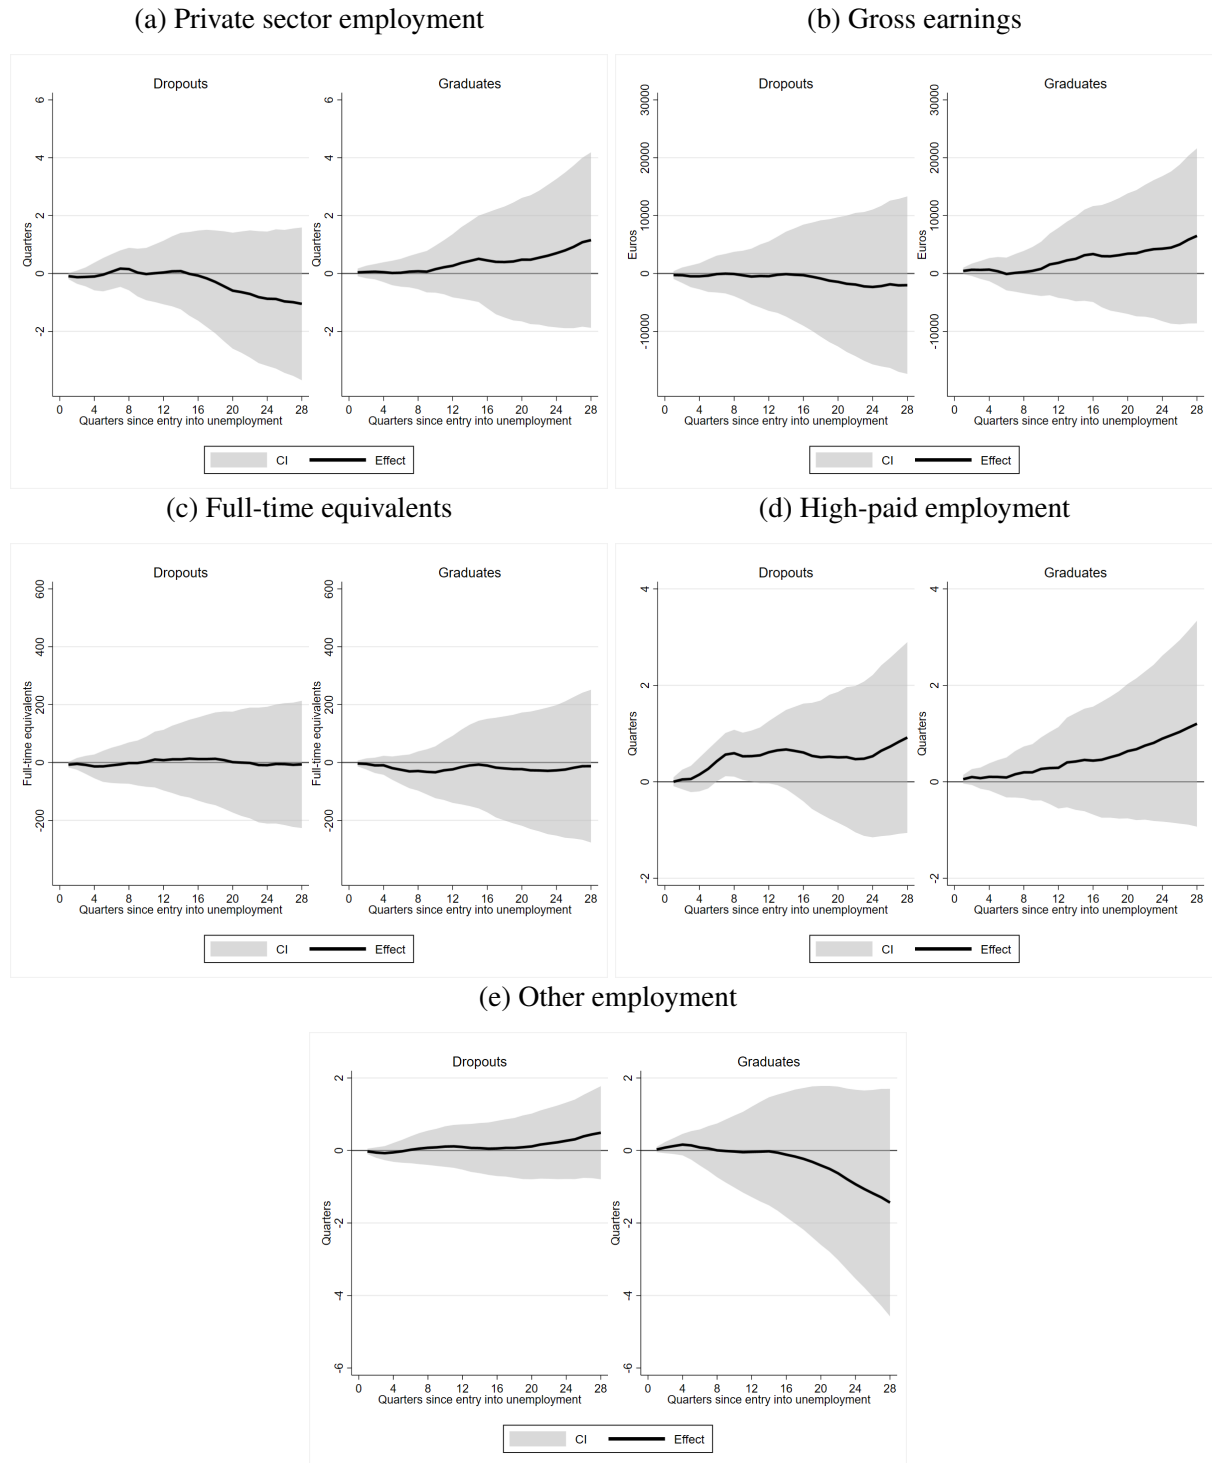 (a) Private sector employment
Dropouts
Graduates
Quarters
6
4
2
0
-2
0 4 8 12 16 20 24 28
Quarters since entry into unemployment
Quarters
6
4
2
0
-2
0 4 8 12 16 20 24 28
Quarters since entry into unemployment
CI Effect
(b) Gross earnings
Dropouts
Graduates
Euros
30000
20000
10000
0
-10000
0 4 8 12 16 20 24 28
Quarters since entry into unemployment
Euros
30000
20000
10000
0
-10000
0 4 8 12 16 20 24 28
Quarters since entry into unemployment
CI Effect
(c) Full-time equivalents
Dropouts
Graduates
Full-time equivalents
600
400
200
0
-200
0 4 8 12 16 20 24 28
Quarters since entry into unemployment
Full-time equivalents
600
400
200
0
-200
0 4 8 12 16 20 24 28
Quarters since entry into unemployment
CI Effect
(d) High-paid employment
Dropouts
Graduates
Quarters
4
2
0
-2
0 4 8 12 16 20 24 28
Quarters since entry into unemployment
Quarters
4
2
0
-2
0 4 8 12 16 20 24 28
Quarters since entry into unemployment
CI Effect
(e) Other employment
Dropouts
Graduates
Quarters
2
0
-2
-4
-6
0 4 8 12 16 20 24 28
Quarters since entry into unemployment
Quarters
2
0
-2
-4
-6
0 4 8 12 16 20 24 28
Quarters since entry into unemployment
CI Effect